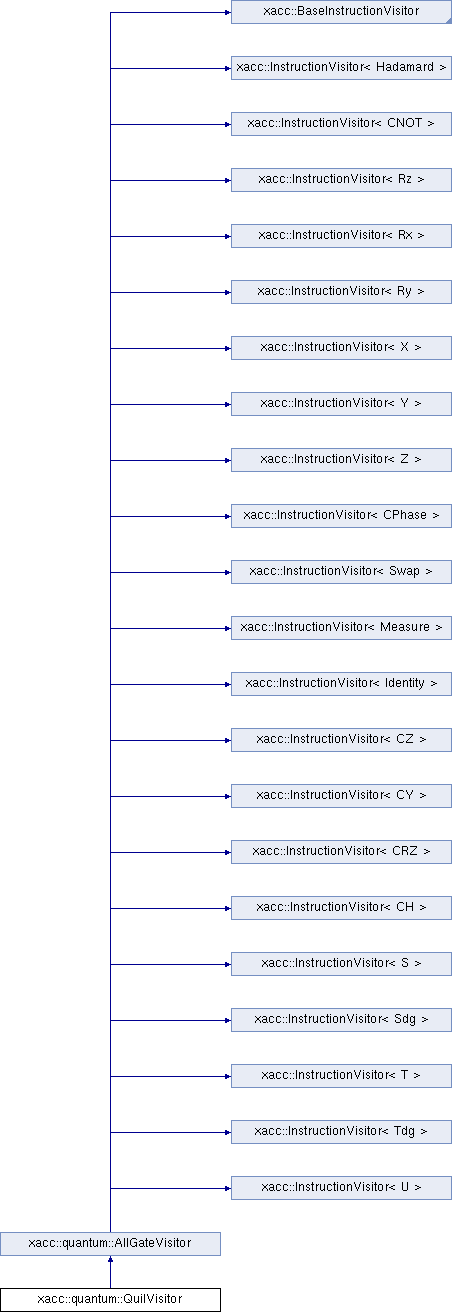 xacc::BaseInstructionVisitor
xacc::InstructionVisitor< Hadamard >
xacc::InstructionVisitor< CNOT >
xacc::InstructionVisitor< Rz >
xacc::InstructionVisitor< Rx >
xacc::InstructionVisitor< Ry >
xacc::InstructionVisitor< X >
xacc::InstructionVisitor< Y >
xacc::InstructionVisitor< Z >
xacc::InstructionVisitor< CPhase >
xacc::InstructionVisitor< Swap >
xacc::InstructionVisitor< Measure >
xacc::InstructionVisitor< Identity >
xacc::InstructionVisitor< CZ >
xacc::InstructionVisitor< CY >
xacc::InstructionVisitor< CRZ >
xacc::InstructionVisitor< CH >
xacc::InstructionVisitor< S >
xacc::InstructionVisitor< Sdg >
xacc::InstructionVisitor< T >
xacc::InstructionVisitor< Tdg >
xacc::InstructionVisitor< U >
xacc::quantum::AllGateVisitor
xacc::quantum::QuilVisitor